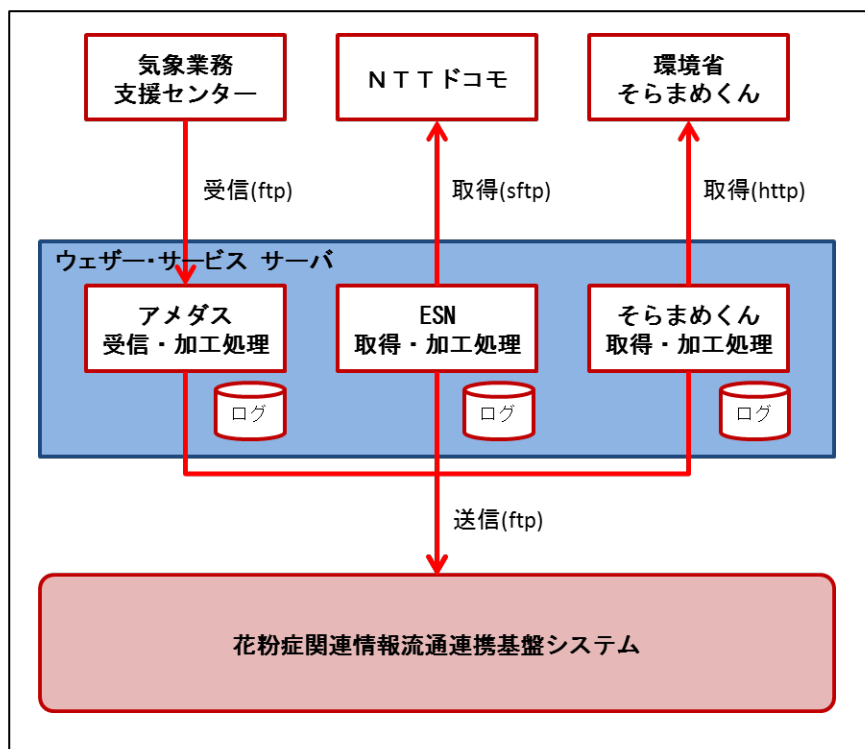 気象業務
支援センター
ＮＴＴドコモ
環境省
そらまめくん
受信(ftp)
取得(sftp)
取得(http)
ウェザー・サービス サーバ
アメダス
受信・加工処理
ESN
取得・加工処理
そらまめくん
取得・加工処理
ログ
ログ
ログ
送信(ftp)
花粉症関連情報流通連携基盤システム